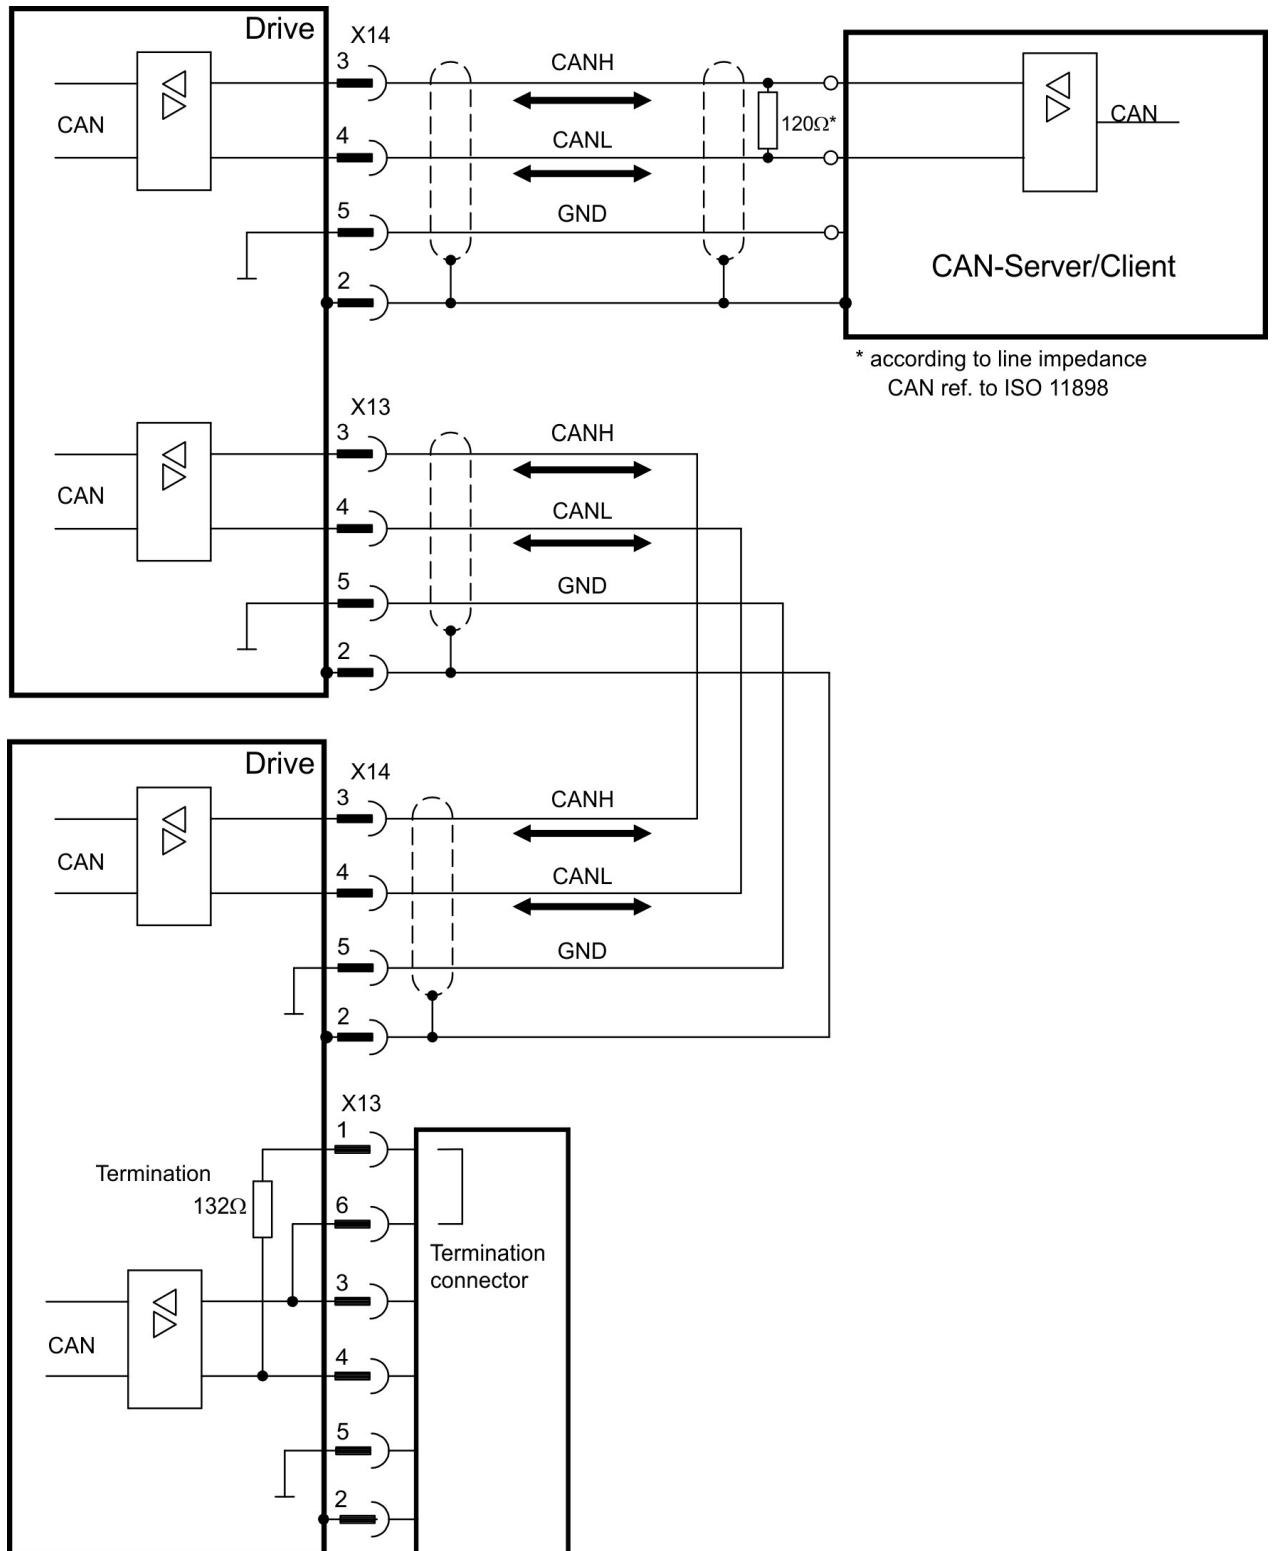 Drive
X14
3
CANH
CAN
120Ω*
CAN
4
CANL
5
GND
CAN-Server/Client
2
* according to line impedance
CAN ref. to ISO 11898
X13
3
CANH
CAN
4
CANL
5
GND
2
Drive
X14
3
CANH
CAN
4
CANL
5
GND
2
X13
1
Termination
132Ω
6
Termination
connector
3
CAN
4
5
2